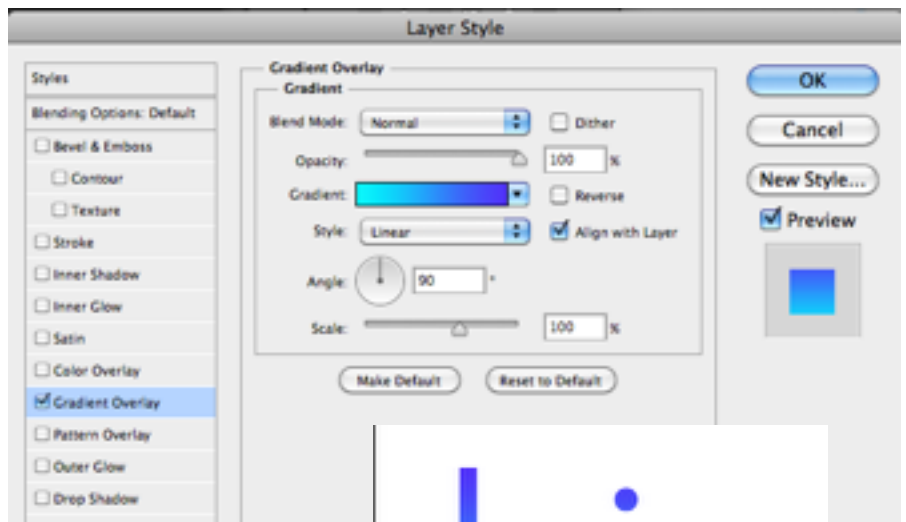 Layer Style
Styles
Blending Options: Default
Bevel & Emboss
Contour
Texture
Stroke
Inner Shadow
Inner Glow
Satin
Color Overlay
Gradient Overlay
Pattern Overlay
Outer Glow
Drop Shadow
Gradient Overlay
Gradient
Blend Mode: Normal Dither
Opacity: 100 %
Gradient: Reverse
Style: Linear Align with Layer
Angle: 90 °
Scale: 100 %
Make Default Reset to Default
OK
Cancel
New Style...
Preview